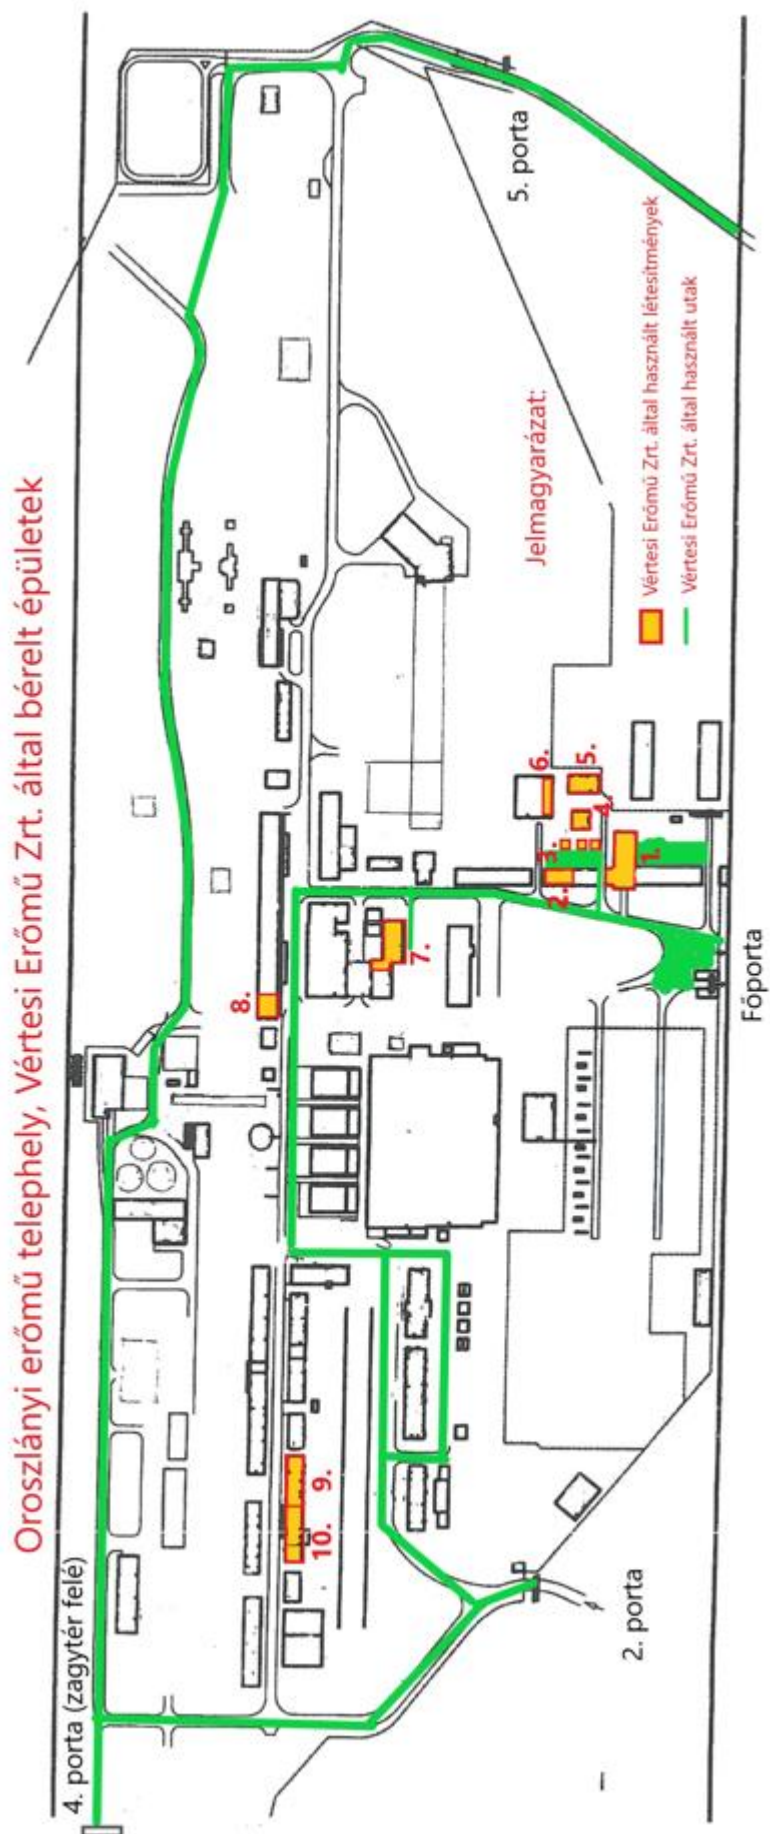 Oroszlányi erőmű telephely, Vértesi Erőmű Zrt. által bérelt épületek
4. porta (zagytér felé)
8.
10.
9.
7.
6.
5.
4.
3.
2.
1.
Jelmagyarázat:
Vértesi Erőmű Zrt. által használt létesítmények
Vértesi Erőmű Zrt. által használt utak
5. porta
2. porta
Főporta